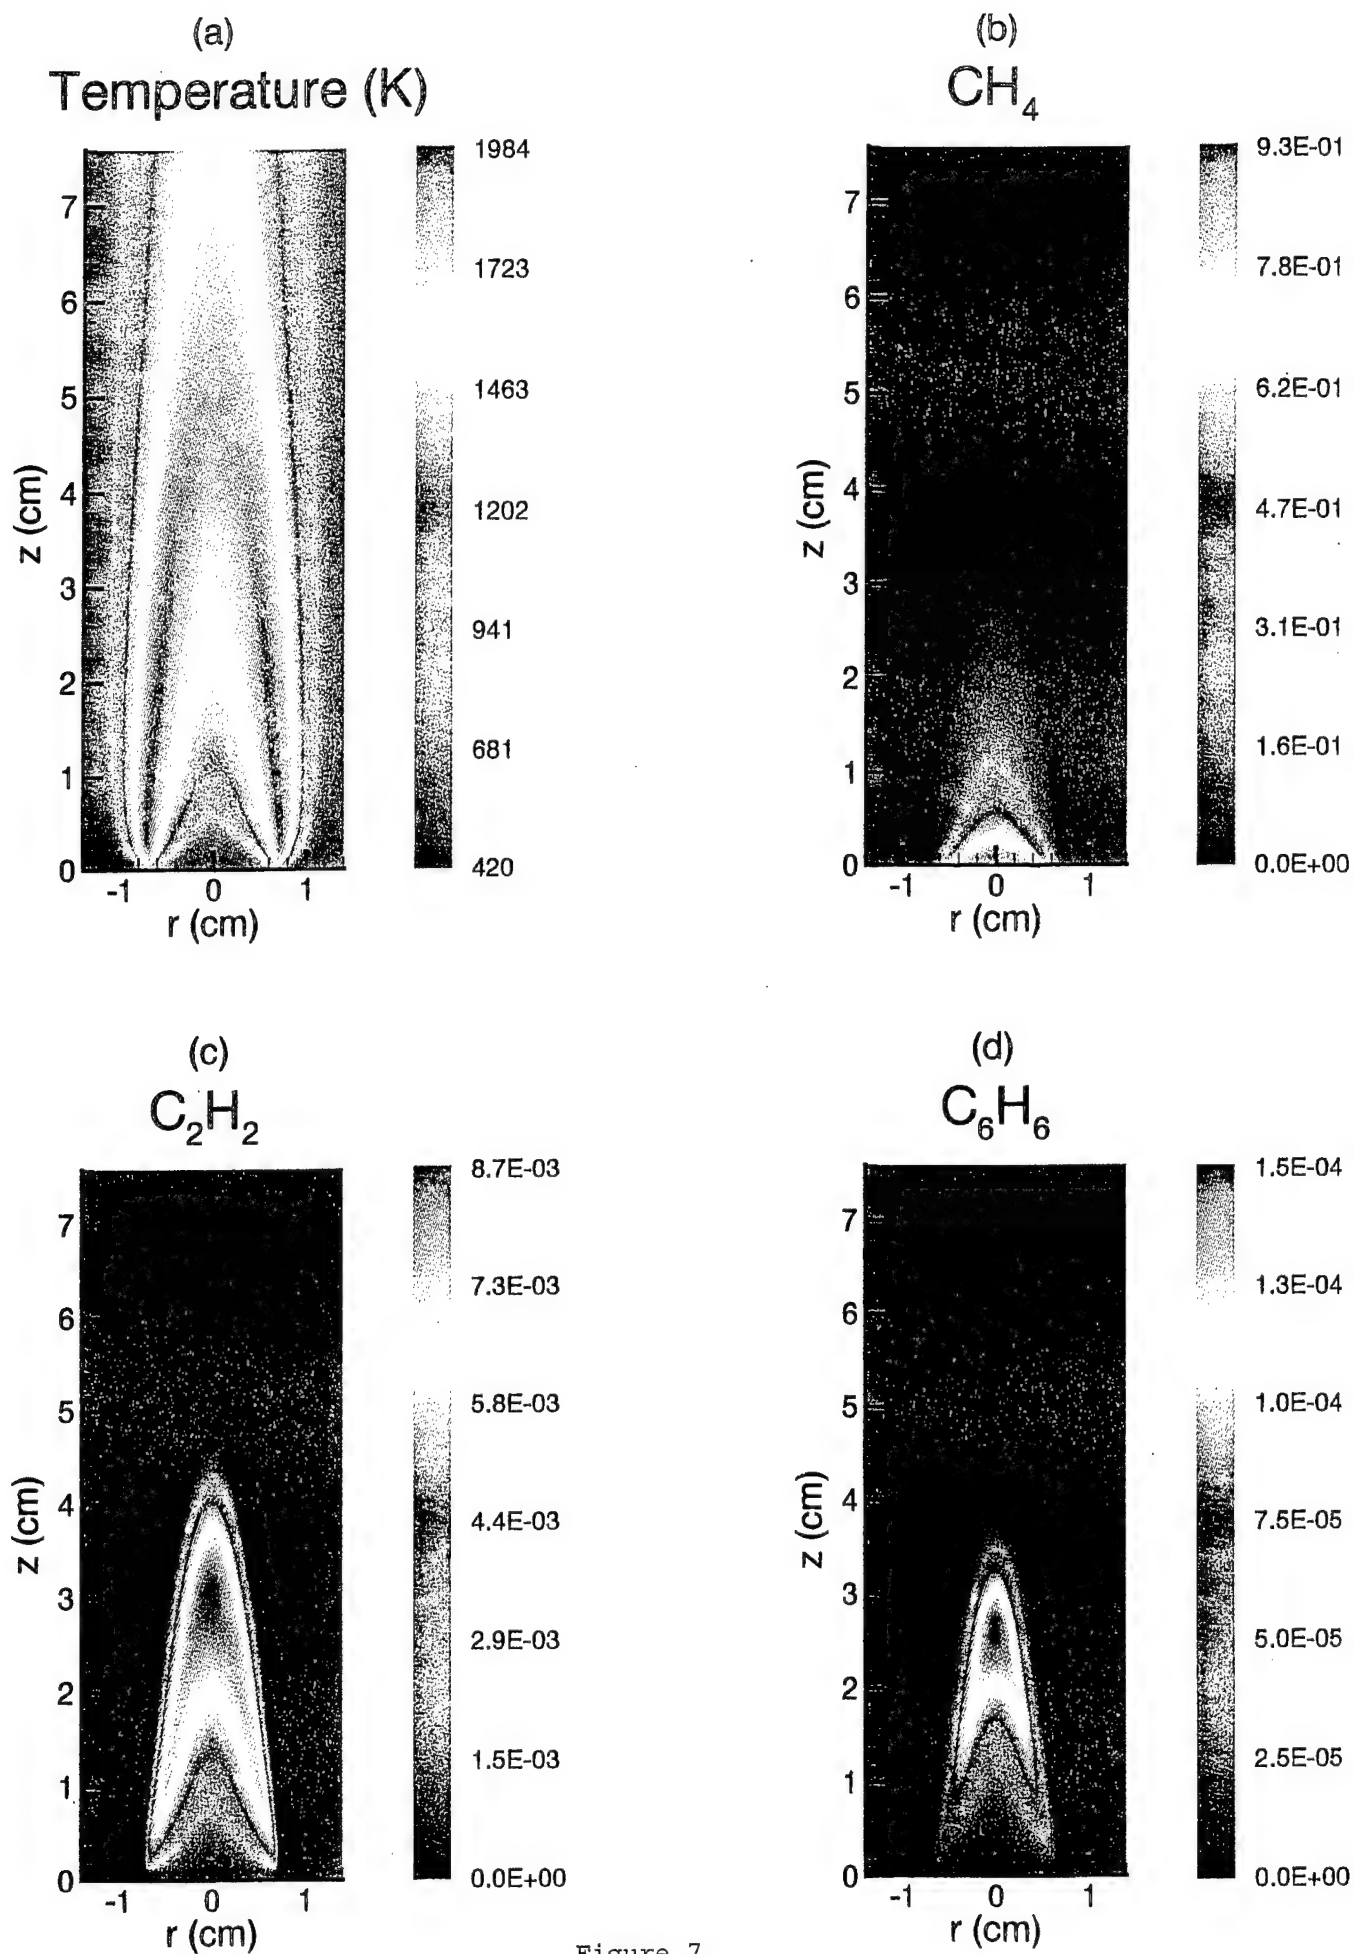 (a)
Temperature (K)
1984
1723
1463
1202
941
681
420
7
6
5
4
3
2
1
0
z (cm)
-1 0 1
r (cm)
(b)
CH₄
9.3E-01
7.8E-01
6.2E-01
4.7E-01
3.1E-01
1.6E-01
0.0E+00
7
6
5
4
3
2
1
0
z (cm)
-1 0 1
r (cm)
(c)
C₂H₂
8.7E-03
7.3E-03
5.8E-03
4.4E-03
2.9E-03
1.5E-03
0.0E+00
7
6
5
4
3
2
1
0
z (cm)
-1 0 1
r (cm)
(d)
C₆H₆
1.5E-04
1.3E-04
1.0E-04
7.5E-05
5.0E-05
2.5E-05
0.0E+00
7
6
5
4
3
2
1
0
z (cm)
-1 0 1
r (cm)
Figure 7